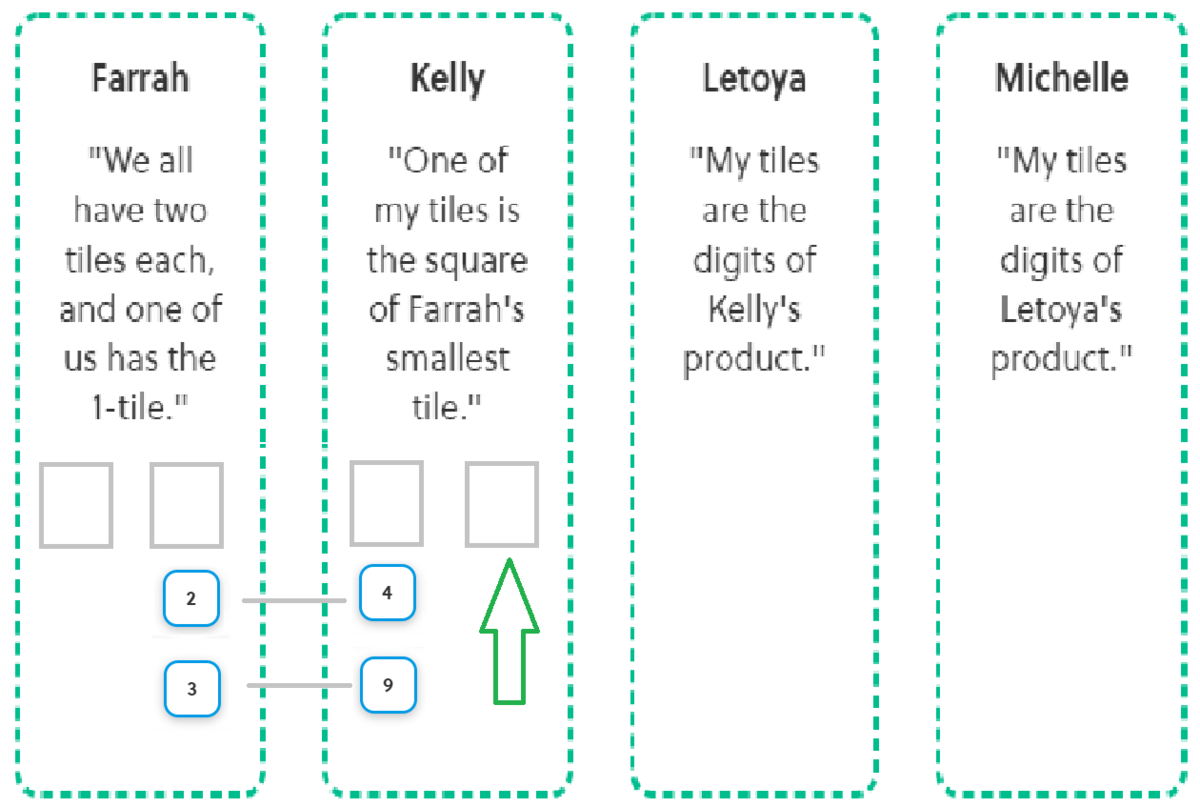 Farrah
"We all
have two
tiles each,
and one of
us has the
1-tile."
2
3
Kelly
"One of
my tiles is
the square
of Farrah's
smallest
tile."
4
9
Letoya
"My tiles
are the
digits of
Kelly's
product."
Michelle
"My tiles
are the
digits of
Letoya's
product."